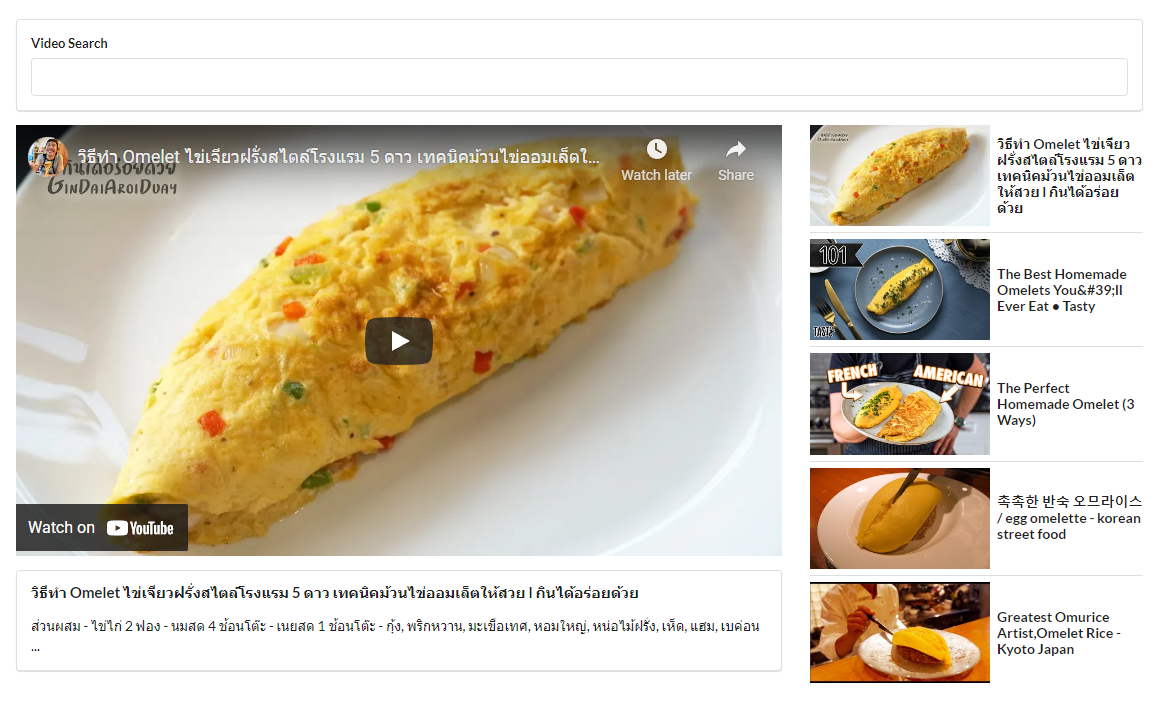 Video Search
วิธีทำ Omelet ไข่เจียวฝรั่งสไตล์โรงแรม 5 ดาว เทคนิคม้วนไข่ออมเล็ตใ...
Watch later
Share
กินได้อร่อยด้วย
GinDaiAroiDuay
Watch on YouTube
วิธีทำ Omelet ไข่เจียวฝรั่งสไตล์โรงแรม 5 ดาว เทคนิคม้วนไข่ออมเล็ตให้สวย l กินได้อร่อยด้วย
ส่วนผสม - ไข่ไก่ 2 ฟอง - นมสด 4 ช้อนโต๊ะ - เนยสด 1 ช้อนโต๊ะ - กุ้ง, พริกหวาน, มะเขือเทศ, หอมใหญ่, หน่อไม้ฝรั่ง, เห็ด, แฮม, เบค่อน
...
วิธีทำ Omelet ไข่เจียว
ฝรั่งสไตล์โรงแรม 5 ดาว
เทคนิคม้วนไข่ออมเล็ต
ให้สวย l กินได้อร่อย
ด้วย
101
TASTY
The Best Homemade
Omelets You&#39;ll
Ever Eat ● Tasty
FRENCH
AMERICAN
The Perfect
Homemade Omelet (3
Ways)
촉촉한 반숙 오므라이스
/ egg omelette - korean
street food
Greatest Omurice
Artist,Omelet Rice -
Kyoto Japan